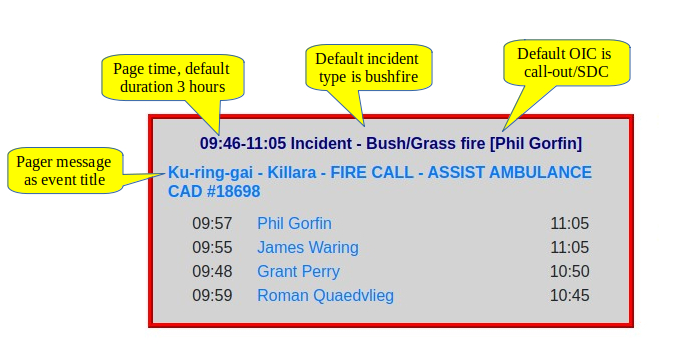 Default incident
type is bushfire
Default OIC is
call-out/SDC
Page time, default
duration 3 hours
09:46-11:05 Incident - Bush/Grass fire [Phil Gorfin]
Pager message
as event title
Ku-ring-gai - Killara - FIRE CALL - ASSIST AMBULANCE
CAD #18698
09:57 Phil Gorfin 11:05
09:55 James Waring 11:05
09:48 Grant Perry 10:50
09:59 Roman Quaedvlieg 10:45